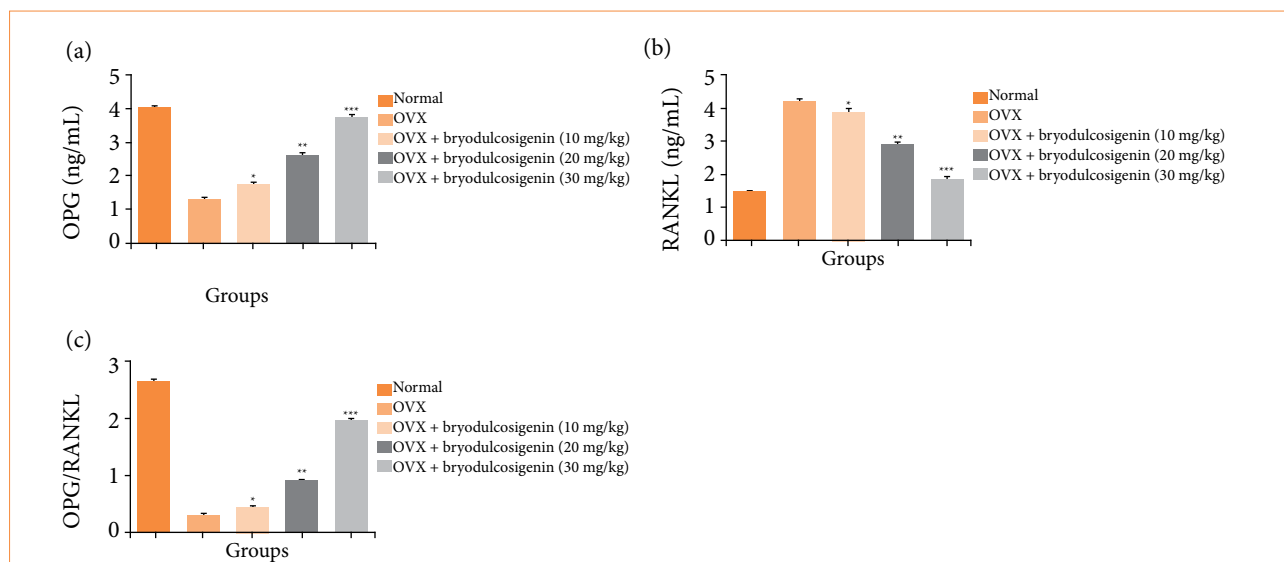 (a)
OPG (ng/mL)
5
4
3
2
1
0
***
**
*
Groups
Normal
OVX
OVX + bryodulcosigenin (10 mg/kg)
OVX + bryodulcosigenin (20 mg/kg)
OVX + bryodulcosigenin (30 mg/kg)
(b)
RANKL (ng/mL)
5
4
3
2
1
0
*
**
***
Groups
Normal
OVX
OVX + bryodulcosigenin (10 mg/kg)
OVX + bryodulcosigenin (20 mg/kg)
OVX + bryodulcosigenin (30 mg/kg)
(c)
OPG/RANKL
3
2
1
0
***
**
*
Groups
Normal
OVX
OVX + bryodulcosigenin (10 mg/kg)
OVX + bryodulcosigenin (20 mg/kg)
OVX + bryodulcosigenin (30 mg/kg)